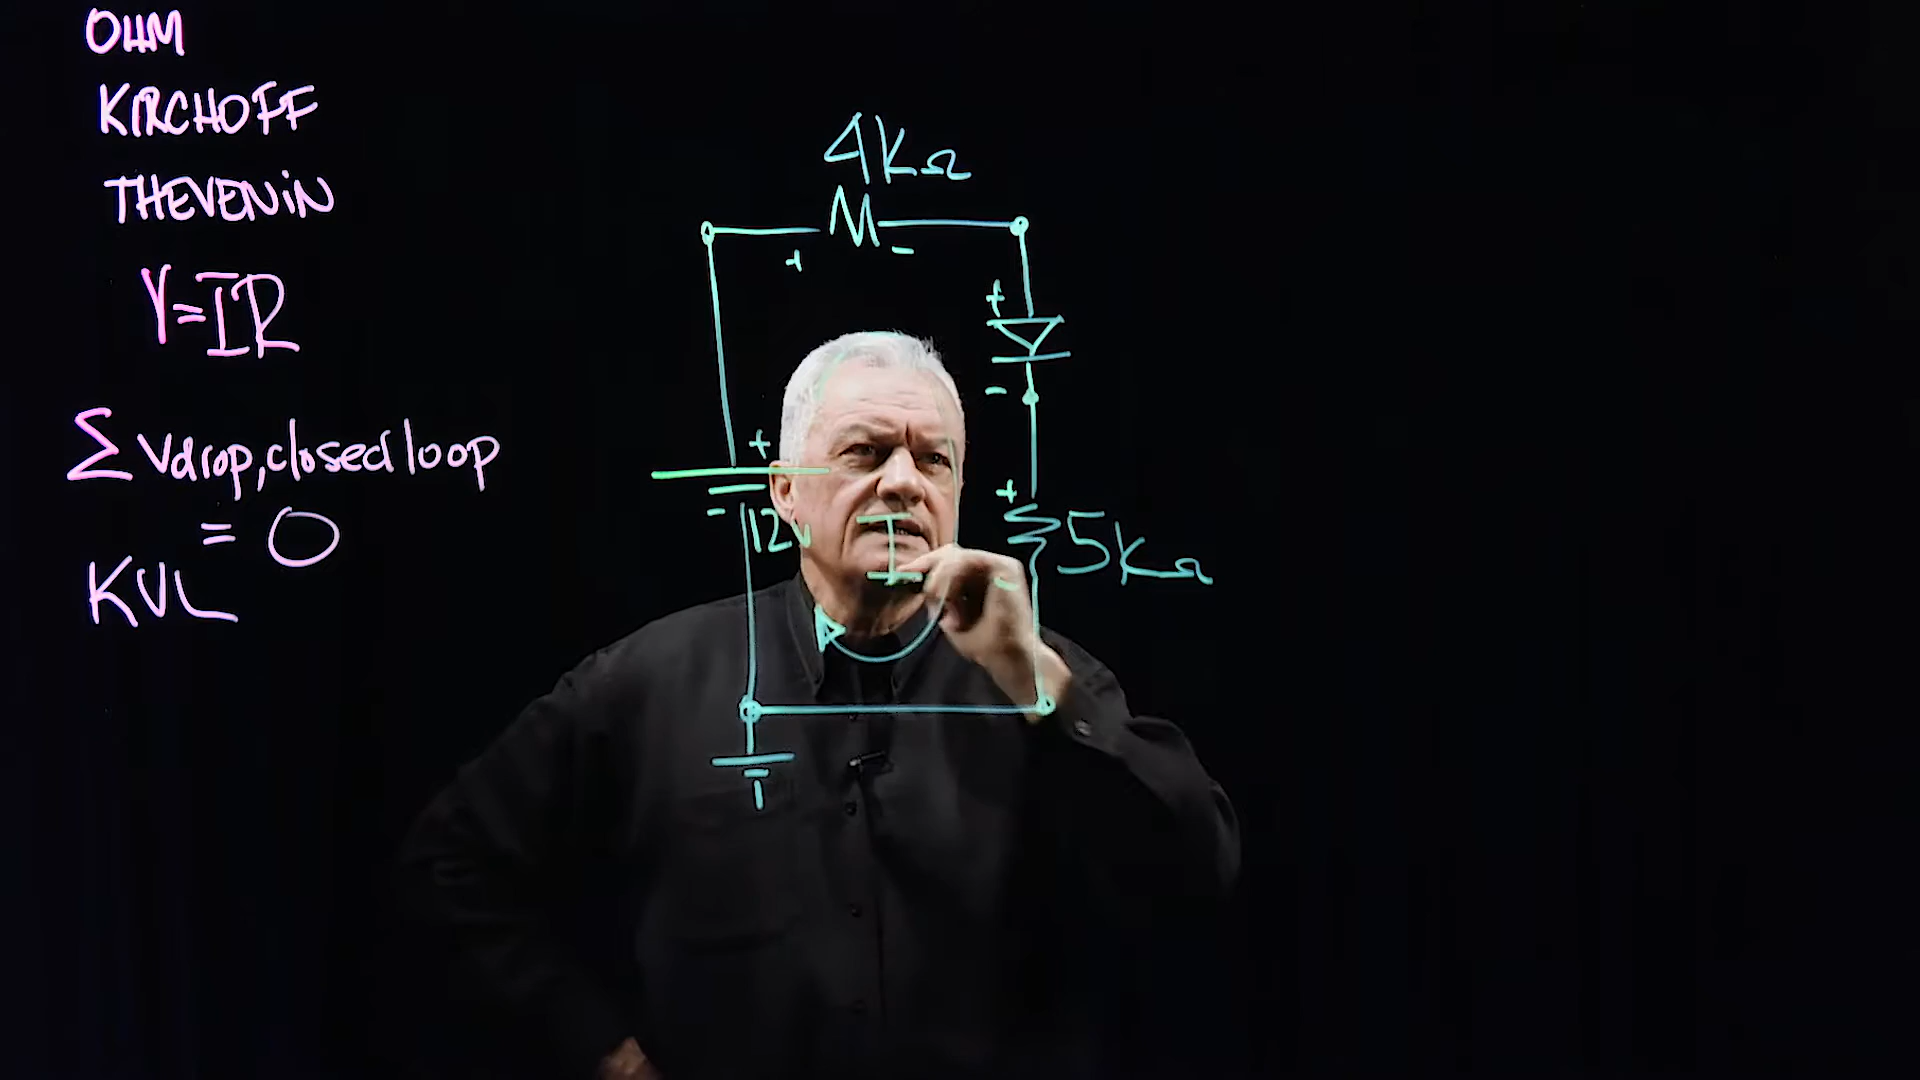 OHM
KIRCHOFF
THEVENIN
V=IR
Σ Vdrop, closed loop
= 0
KVL
4kΩ
+
-
+
-
+
-
12V
I
+
5kΩ
-